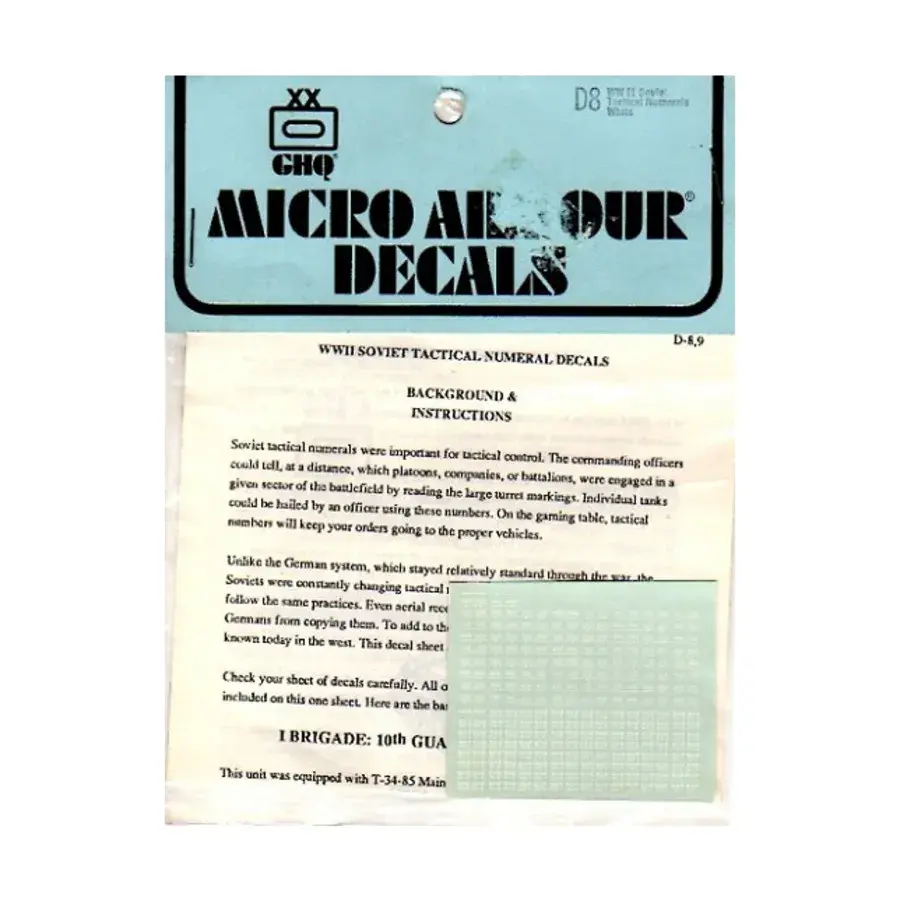 XX
GHQ®
D8 WW II Soviet
Tactical Numerals
White
MICRO AR OUR®
DECALS
D-8,9
WWII SOVIET TACTICAL NUMERAL DECALS
BACKGROUND &
INSTRUCTIONS
Soviet tactical numerals were important for tactical control. The commanding officers
could tell, at a distance, which platoons, companies, or battalions, were engaged in a
given sector of the battlefield by reading the large turret markings. Individual tanks
could be hailed by an officer using these numbers. On the gaming table, tactical
numbers will keep your orders going to the proper vehicles.
Unlike the German system, which stayed relatively standard through the war, the
Soviets were constantly changing tactical
follow the same practices. Even aerial
Germans from copying them. To add to
known today in the west. This decal sheet
Check your sheet of decals carefully. All
included on this one sheet. Here are the
I BRIGADE: 10th GUA
This unit was equipped with T-34-85 Main